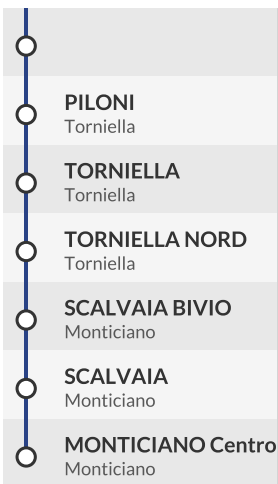 PILONI
Torniella
TORNIELLA
Torniella
TORNIELLA NORD
Torniella
SCALVAIA BIVIO
Monticiano
SCALVAIA
Monticiano
MONTICIANO Centro
Monticiano